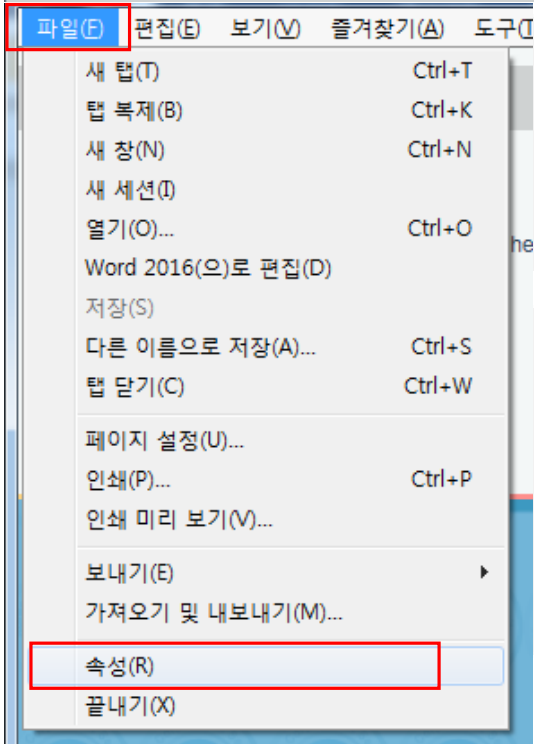 파일(F) 편집(E) 보기(V) 즐겨찾기(A) 도구(T
새 탭(T) Ctrl+T
탭 복제(B) Ctrl+K
새 창(N) Ctrl+N
새 세션(I)
열기(O)... Ctrl+O
he
Word 2016(으)로 편집(D)
저장(S)
다른 이름으로 저장(A)... Ctrl+S
탭 닫기(C) Ctrl+W
페이지 설정(U)...
인쇄(P)... Ctrl+P
인쇄 미리 보기(V)...
보내기(E)
가져오기 및 내보내기(M)...
속성(R)
끝내기(X)